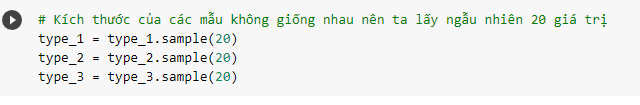 # Kích thước của các mẫu không giống nhau nên ta lấy ngẫu nhiên 20 giá trị
type_1 = type_1.sample(20)
type_2 = type_2.sample(20)
type_3 = type_3.sample(20)